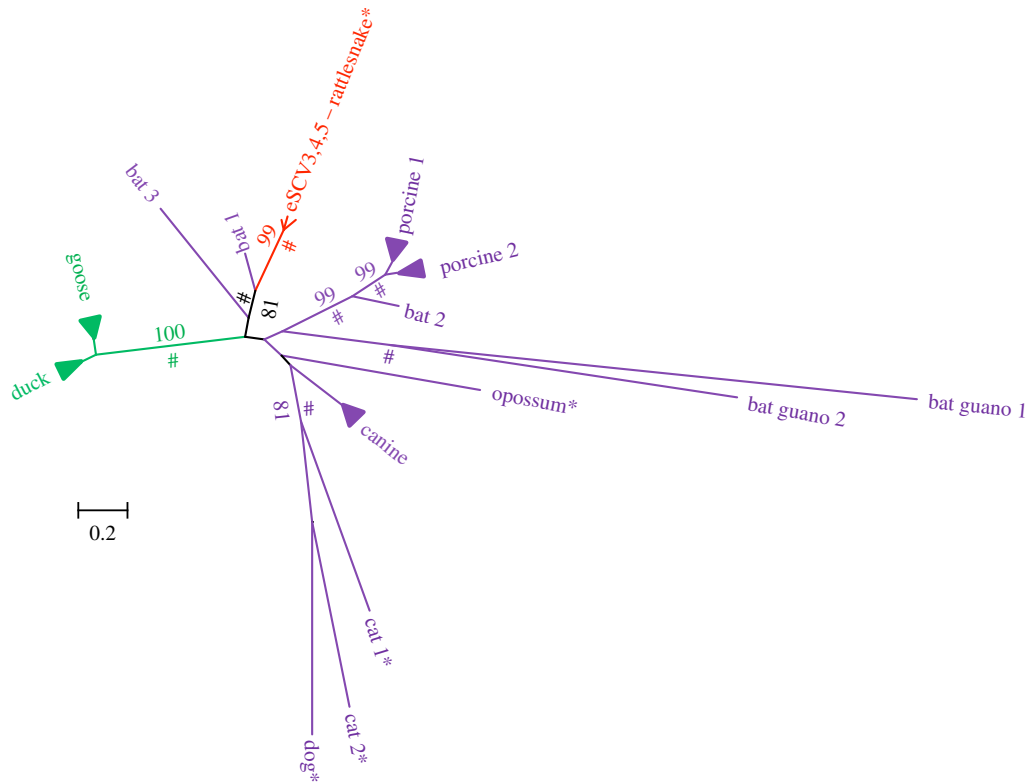 eSCV3,4,5 – rattlesnake*
99
#
bat 3
bat 1
#
81
porcine 1
porcine 2
99
#
99
#
bat 2
goose
duck
100
#
#
bat guano 1
bat guano 2
opossum*
canine
81
#
0.2
cat 1*
cat 2*
dog*